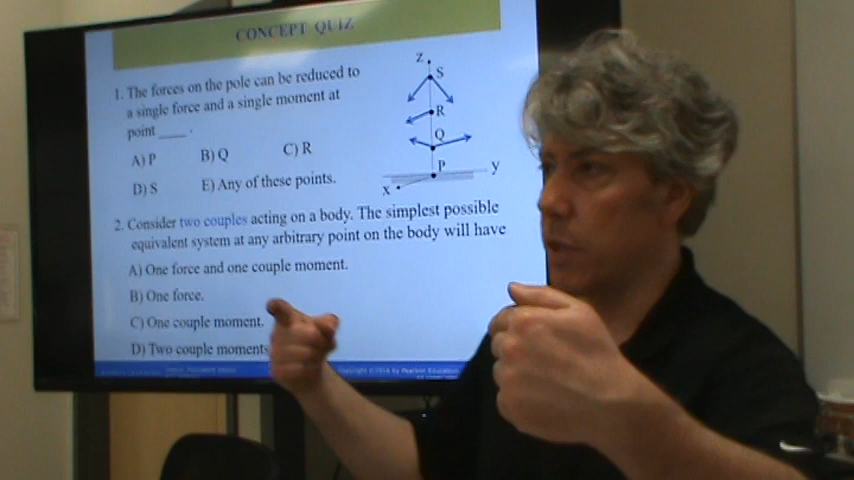 CONCEPT QUIZ
1. The forces on the pole can be reduced to
a single force and a single moment at
point ____ .
A) P B) Q C) R
D) S E) Any of these points.
z
S
R
Q
P
y
x
2. Consider two couples acting on a body. The simplest possible
equivalent system at any arbitrary point on the body will have
A) One force and one couple moment.
B) One force.
C) One couple moment.
D) Two couple moments
Copyright ©2016 by Pearson Education